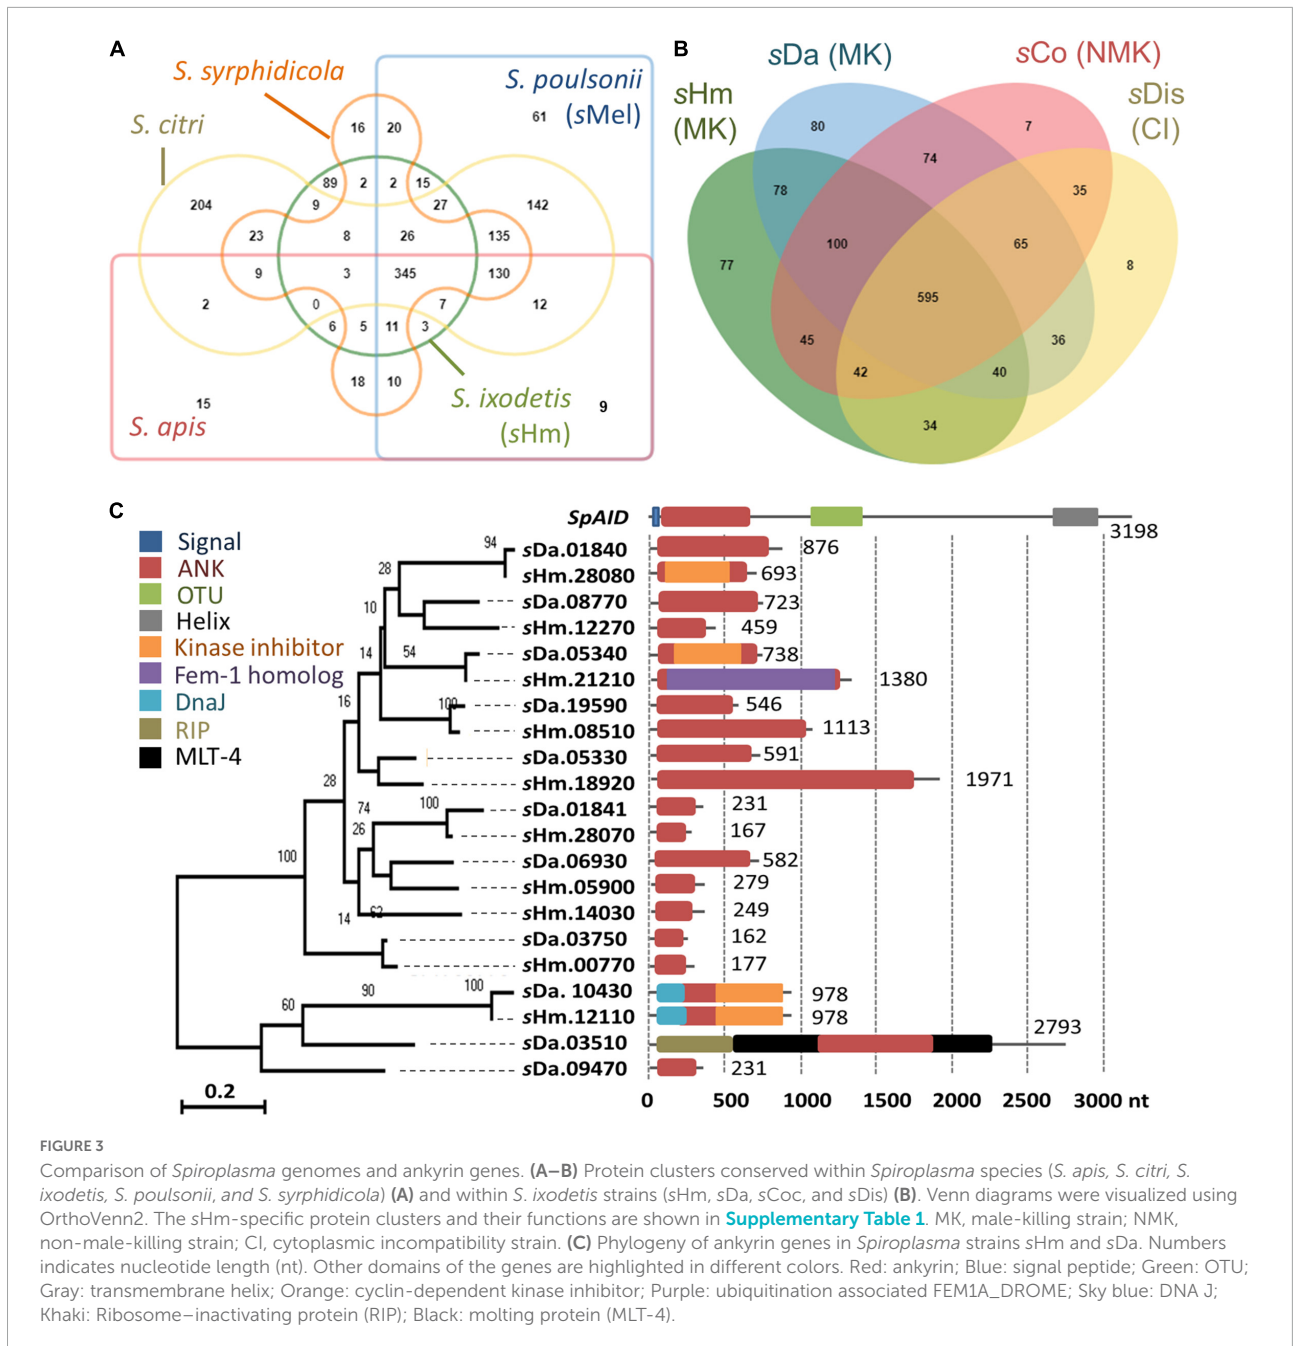 A
S. syrphidicola
S. poulsonii
(sMel)
61
S. citri
16 20
89 2 2 15
204 9 27 142
23 8 26 135
9 3 345 130
2 0 7 12
6 5 11 3
18 10
S. ixodetis
(sHm)
15
9
S. apis
B
sDa (MK)
sCo (NMK)
sHm
(MK)
sDis
(CI)
80 7
74
78 35
100 65
77 8
595
45 36
42 40
34
C
Signal
ANK
OTU
Helix
Kinase inhibitor
Fem-1 homolog
DnaJ
RIP
MLT-4
SpAID 3198
94 sDa.01840 876
28 sHm.28080 693
10 sDa.08770 723
sHm.12270 459
14 54 sDa.05340 738
sHm.21210 1380
16 100 sDa.19590 546
sHm.08510 1113
sDa.05330 591
28 sHm.18920 1971
74 100 sDa.01841 231
26 sHm.28070 167
100 sDa.06930 582
sHm.05900 279
14 62 sHm.14030 249
sDa.03750 162
sHm.00770 177
90 100 sDa. 10430 978
60 sHm.12110 978
sDa.03510 2793
sDa.09470 231
0.2
0 500 1000 1500 2000 2500 3000 nt
FIGURE 3
Comparison of Spiroplasma genomes and ankyrin genes. (A–B) Protein clusters conserved within Spiroplasma species (S. apis, S. citri, S.
ixodetis, S. poulsonii, and S. syrphidicola) (A) and within S. ixodetis strains (sHm, sDa, sCoc, and sDis) (B). Venn diagrams were visualized using
OrthoVenn2. The sHm-specific protein clusters and their functions are shown in Supplementary Table 1. MK, male-killing strain; NMK,
non-male-killing strain; CI, cytoplasmic incompatibility strain. (C) Phylogeny of ankyrin genes in Spiroplasma strains sHm and sDa. Numbers
indicates nucleotide length (nt). Other domains of the genes are highlighted in different colors. Red: ankyrin; Blue: signal peptide; Green: OTU;
Gray: transmembrane helix; Orange: cyclin-dependent kinase inhibitor; Purple: ubiquitination associated FEM1A_DROME; Sky blue: DNA J;
Khaki: Ribosome–inactivating protein (RIP); Black: molting protein (MLT-4).